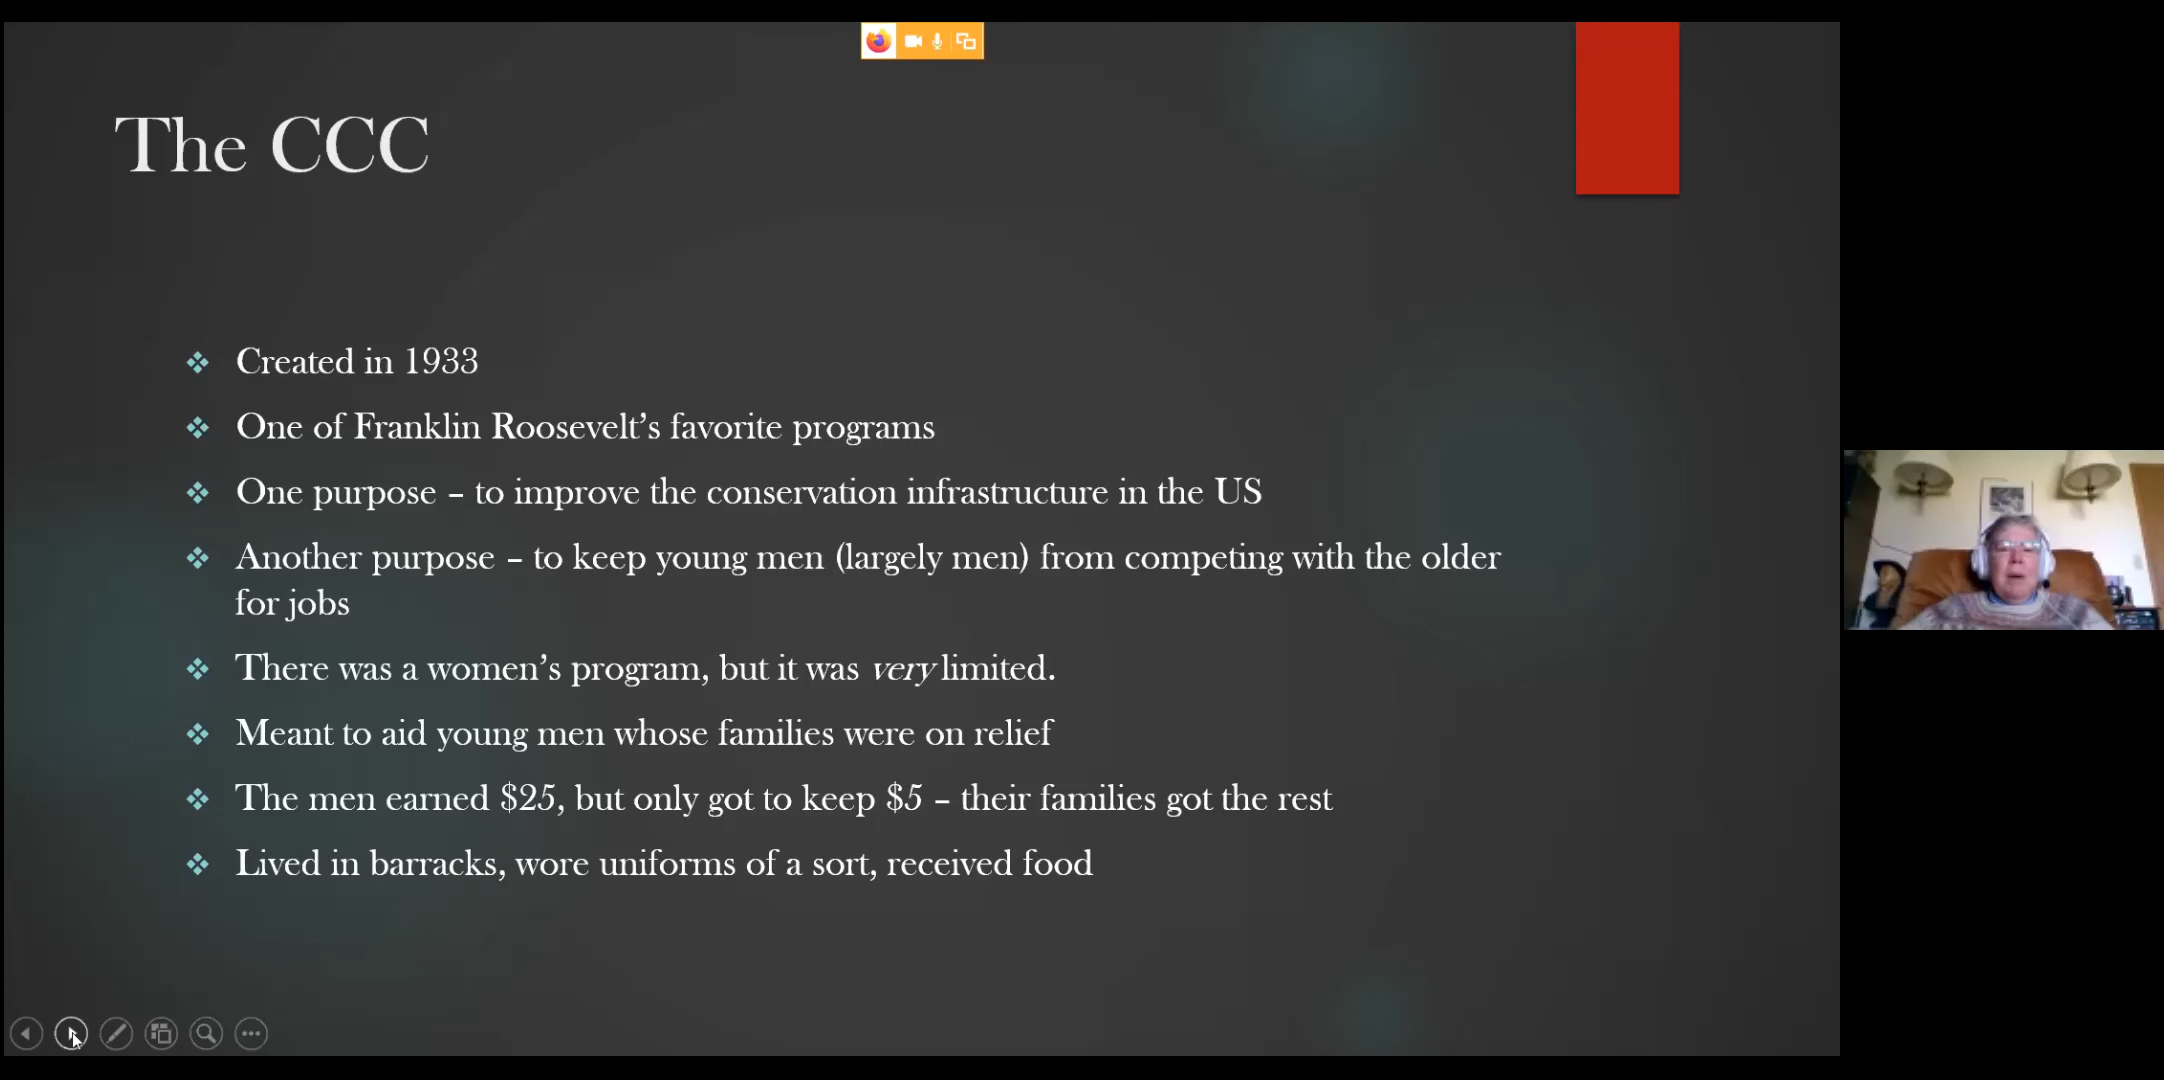 The CCC
Created in 1933
One of Franklin Roosevelt’s favorite programs
One purpose – to improve the conservation infrastructure in the US
Another purpose – to keep young men (largely men) from competing with the older
for jobs
There was a women’s program, but it was very limited.
Meant to aid young men whose families were on relief
The men earned $25, but only got to keep $5 – their families got the rest
Lived in barracks, wore uniforms of a sort, received food